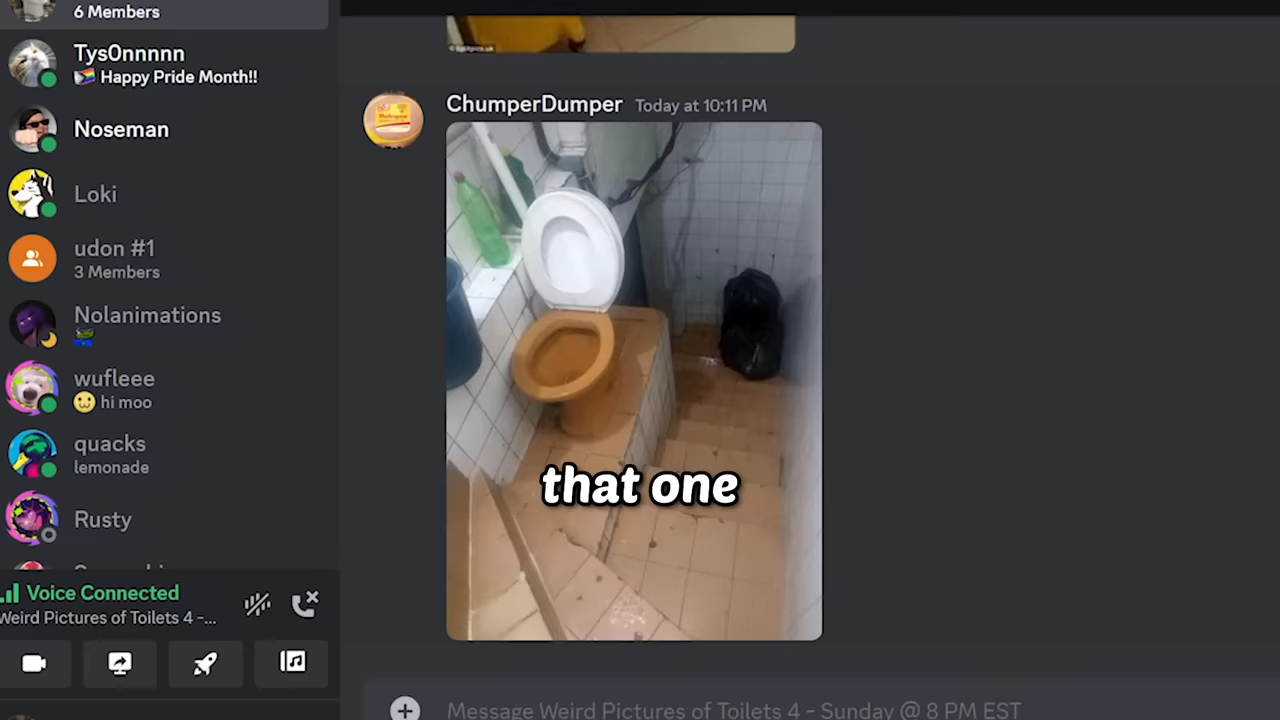 6 Members
Tys0nnnnn
Happy Pride Month!!
Noseman
Loki
udon #1
3 Members
Nolanimations
wufleee
hi moo
quacks
lemonade
Rusty
Voice Connected
Weird Pictures of Toilets 4 -...
ChumperDumper Today at 10:11 PM
that one
Message Weird Pictures of Toilets 4 - Sunday @ 8 PM EST